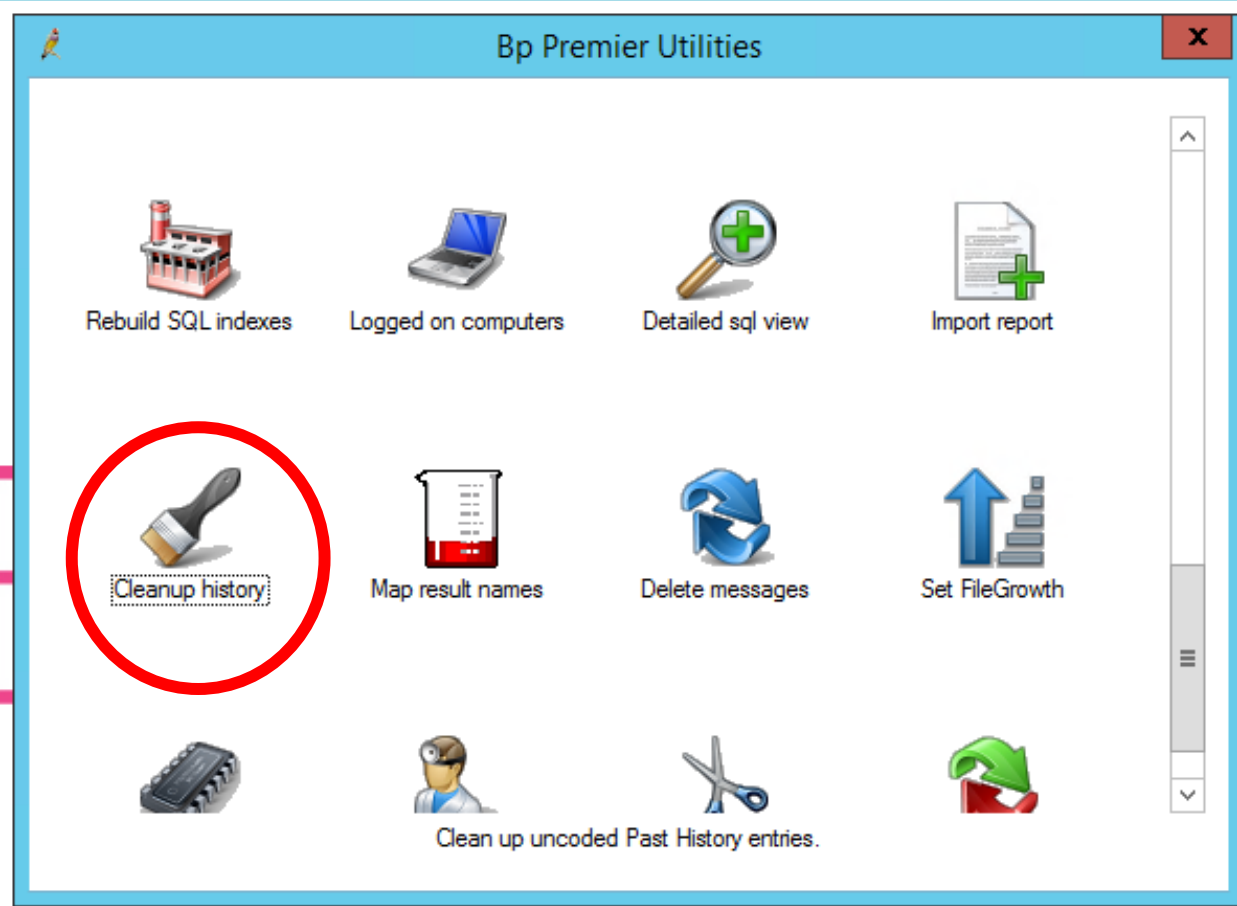 Bp Premier Utilities
Rebuild SQL indexes
Logged on computers
Detailed sql view
Import report
Cleanup history
Map result names
Delete messages
Set FileGrowth
Clean up uncoded Past History entries.